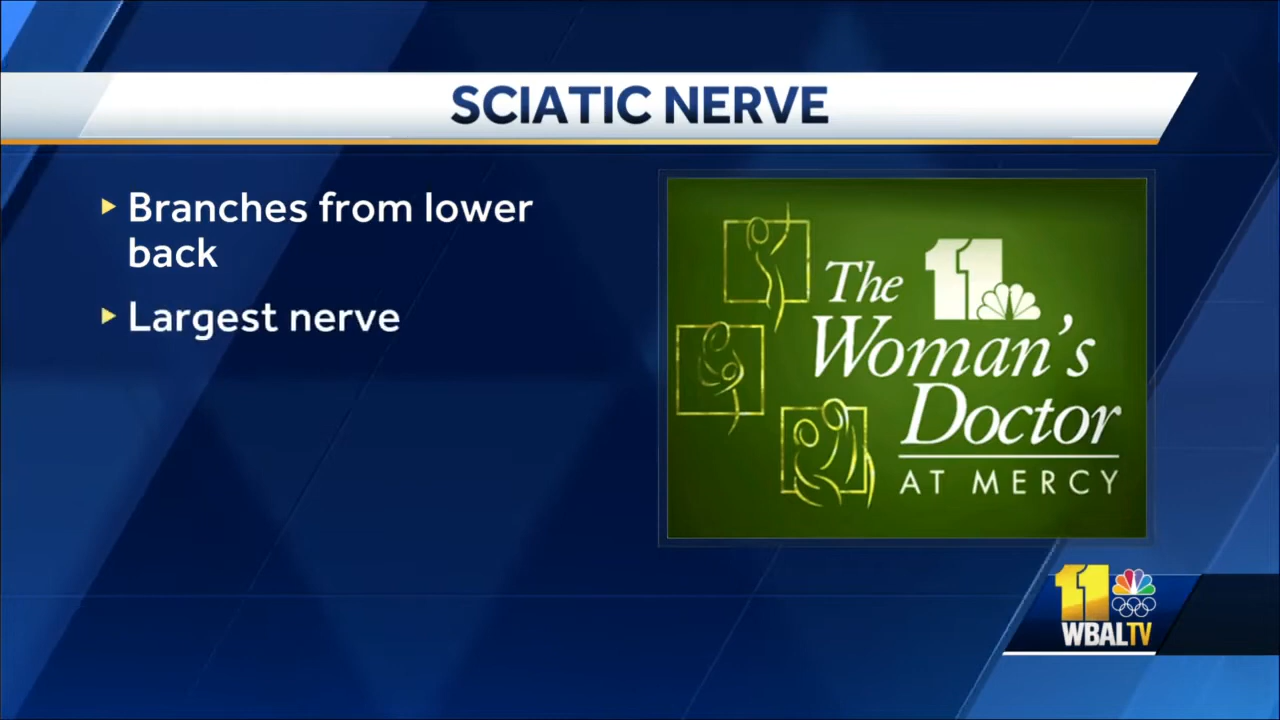 SCIATIC NERVE
Branches from lower
back
Largest nerve
The 11
Woman's
Doctor
AT MERCY
11
WBALTV